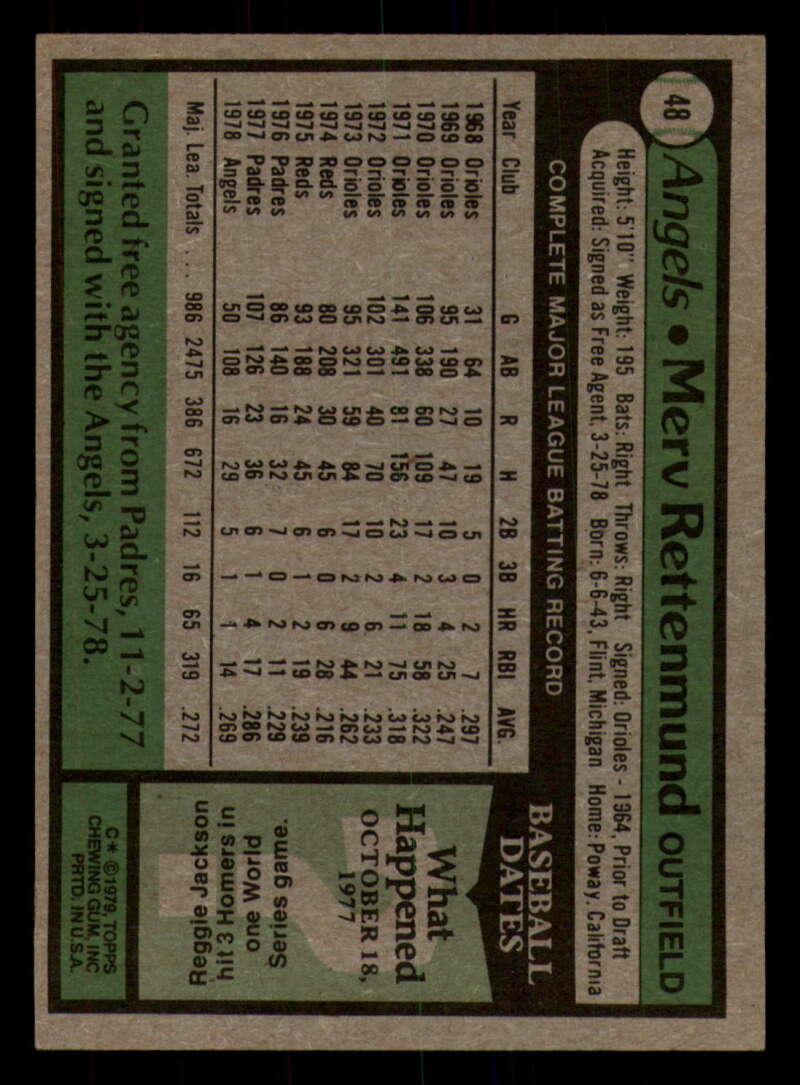 48
Angels • Merv Rettenmund OUTFIELD
Height: 5'10" Weight: 195 Bats: Right Throws: Right Signed: Orioles - 1964, Prior to Draft
Acquired: Signed as Free Agent, 3-25-78 Born: 6-6-43, Flint, Michigan Home: Poway, California
COMPLETE MAJOR LEAGUE BATTING RECORD
Year Club G AB R H 2B 3B HR RBI AVG.
1968 Orioles 31 64 10 19 5 0 2 7 .297
1969 Orioles 95 190 27 47 10 3 4 25 .247
1970 Orioles 106 338 60 109 17 2 18 58 .322
1971 Orioles 141 491 81 156 23 4 11 75 .318
1972 Orioles 102 301 40 70 10 2 6 21 .233
1973 Orioles 95 321 59 84 17 2 9 44 .262
1974 Reds 80 208 30 45 6 0 6 28 .216
1975 Reds 93 188 24 45 6 1 2 19 .239
1976 Padres 86 140 16 32 7 0 2 11 .229
1977 Padres 107 126 23 36 6 1 4 17 .286
1978 Angels 50 108 16 29 5 1 1 14 .269
Maj. Lea. Totals . . . 986 2475 386 672 112 16 65 319 .272
Granted free agency from Padres, 11-2-77
and signed with the Angels, 3-25-78.
BASEBALL
DATES
What
Happened
OCTOBER 18,
1977
Reggie Jackson
hit 3 Homers in
one World
Series game.
C* ©1979, TOPPS
CHEWING GUM, INC
PRTD. IN U.S.A.